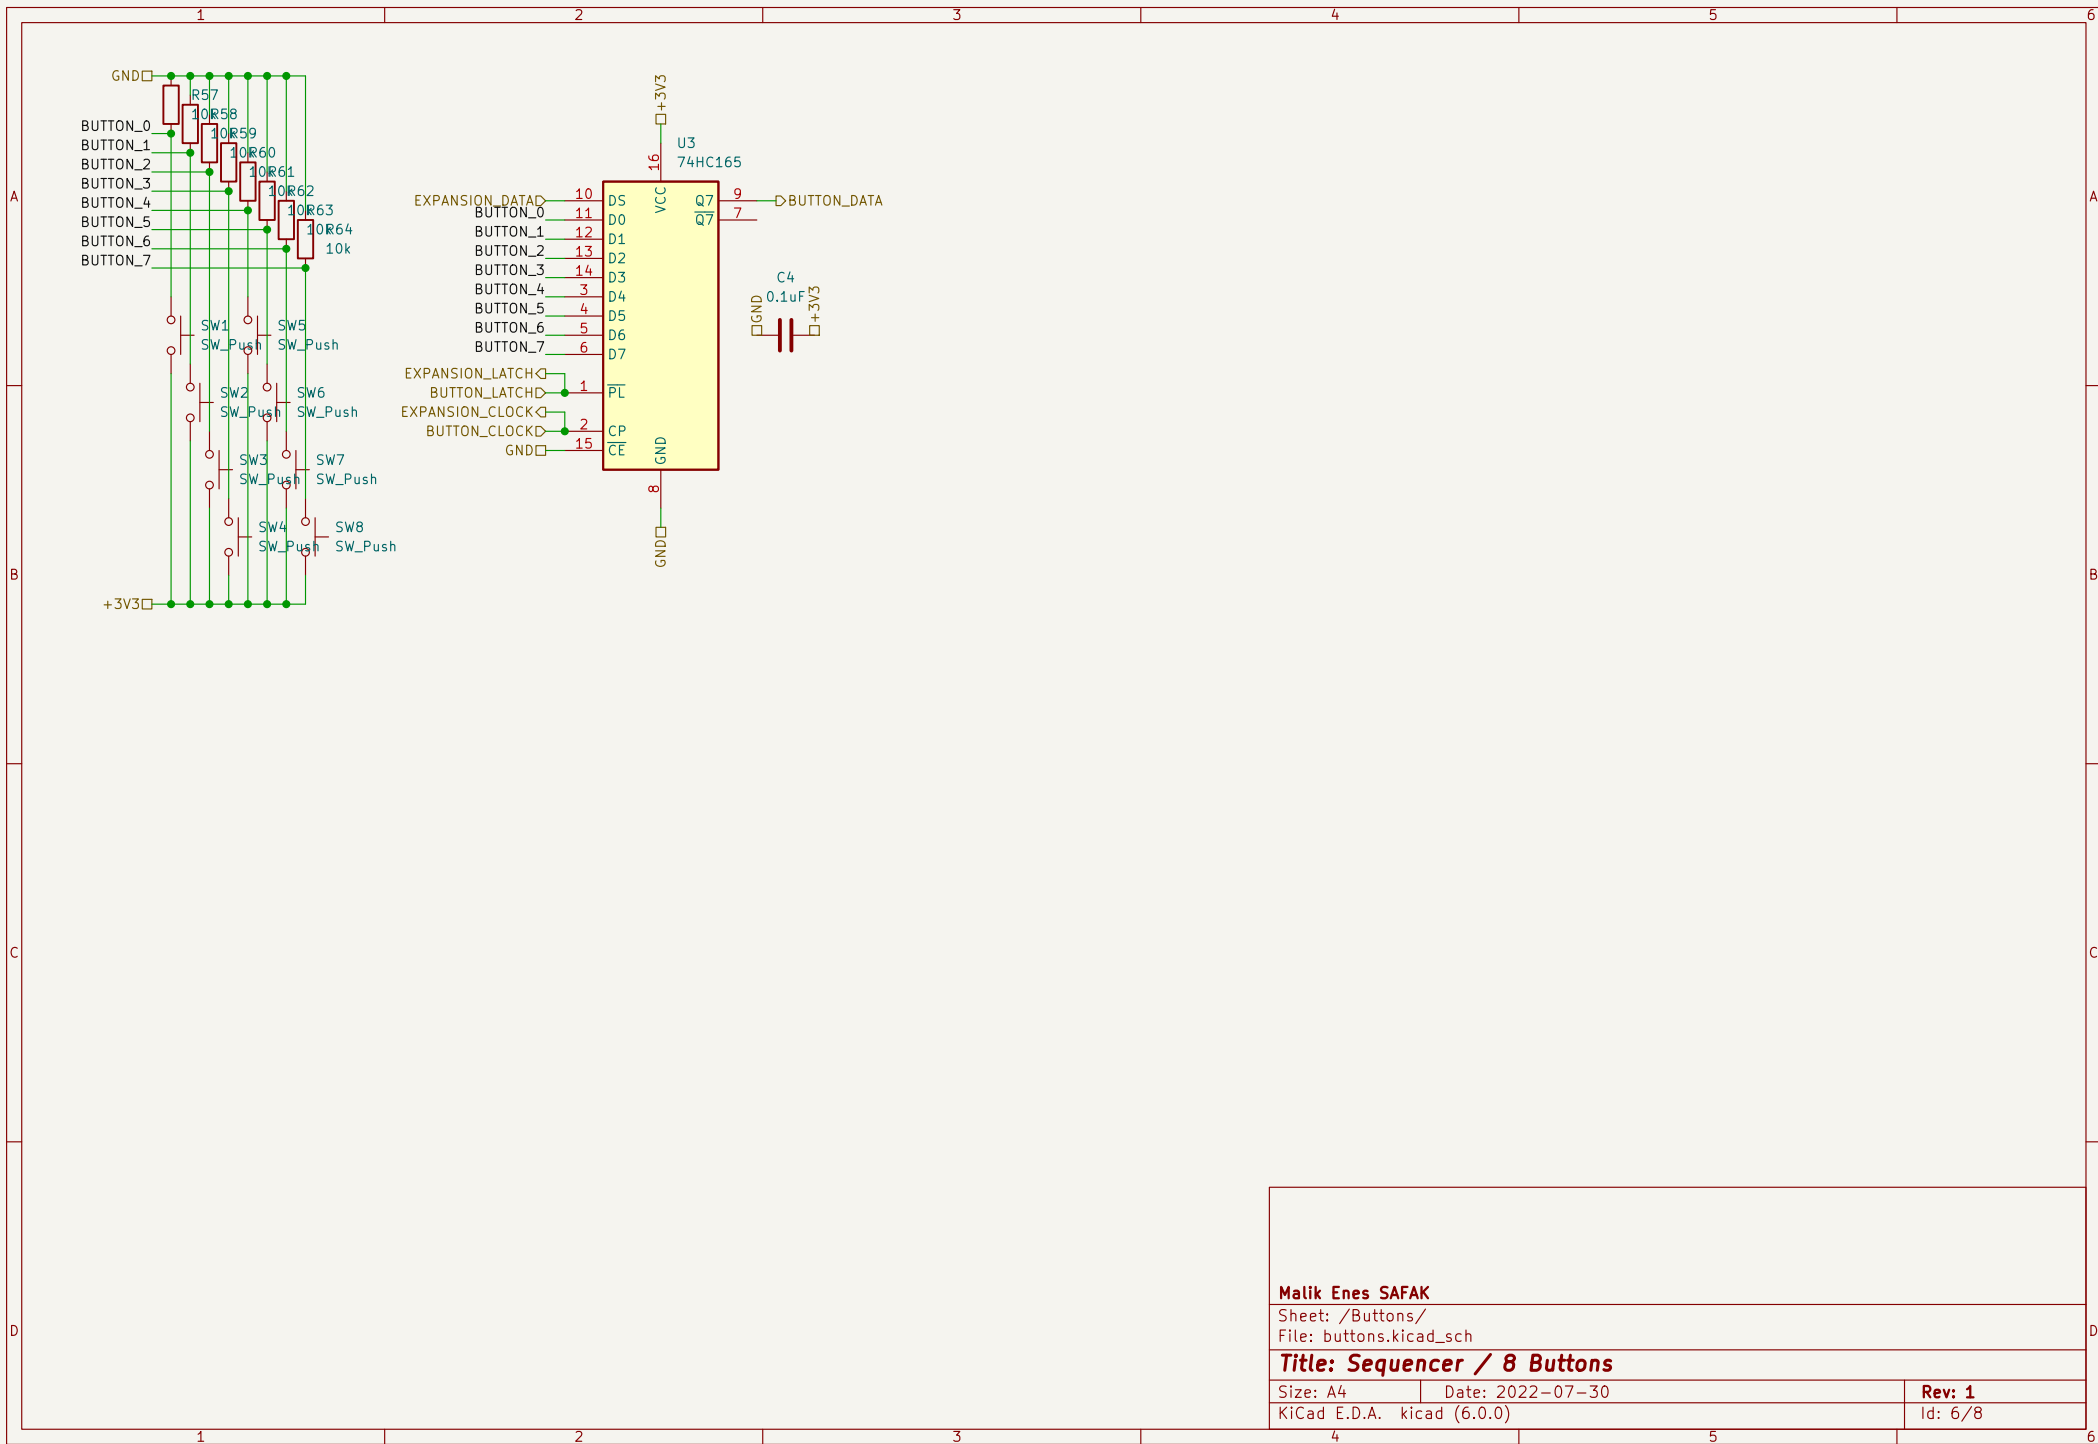 1 2 3 4 5 6
GND
R57
10k
R58
10k
R59
10k
R60
10k
R61
10k
R62
10k
R63
10k
R64
10k
BUTTON_0
BUTTON_1
BUTTON_2
BUTTON_3
BUTTON_4
BUTTON_5
BUTTON_6
BUTTON_7
SW1
SW_Push
SW5
SW_Push
SW2
SW_Push
SW6
SW_Push
SW3
SW_Push
SW7
SW_Push
SW4
SW_Push
SW8
SW_Push
+3V3
+3V3
U3
74HC165
16
VCC
EXPANSION_DATA 10 DS
BUTTON_0 11 D0
BUTTON_1 12 D1
BUTTON_2 13 D2
BUTTON_3 14 D3
BUTTON_4 3 D4
BUTTON_5 4 D5
BUTTON_6 5 D6
BUTTON_7 6 D7
EXPANSION_LATCH
BUTTON_LATCH 1 PL
EXPANSION_CLOCK
BUTTON_CLOCK 2 CP
GND 15 CE
Q7 9 BUTTON_DATA
Q7 7
GND
8
GND
C4
0.1uF
GND
+3V3
A A
B B
C C
D D
Malik Enes SAFAK
Sheet: /Buttons/
File: buttons.kicad_sch
Title: Sequencer / 8 Buttons
Size: A4 Date: 2022-07-30 Rev: 1
KiCad E.D.A. kicad (6.0.0) Id: 6/8
1 2 3 4 5 6